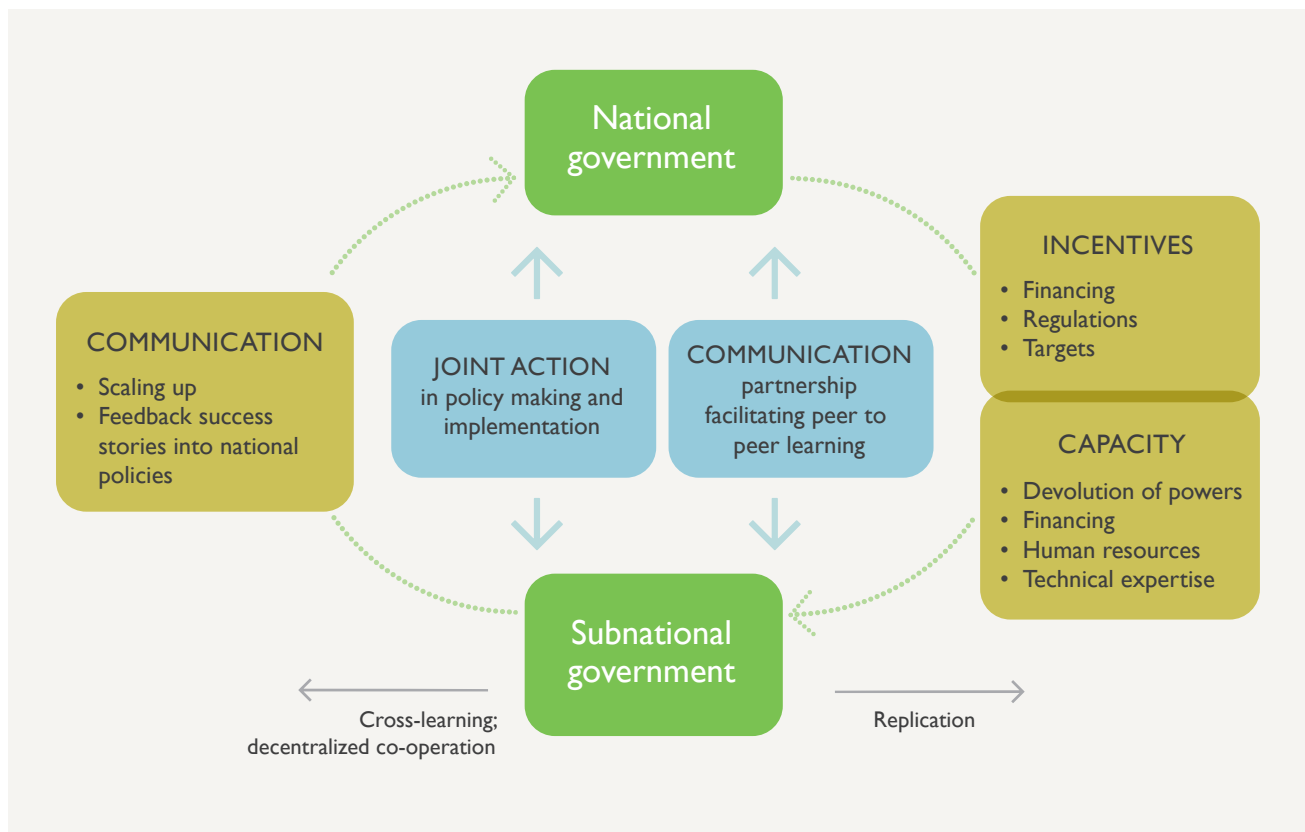 National
government
INCENTIVES
• Financing
• Regulations
• Targets
COMMUNICATION
• Scaling up
• Feedback success
stories into national
policies
JOINT ACTION
in policy making and
implementation
COMMUNICATION
partnership
facilitating peer to
peer learning
CAPACITY
• Devolution of powers
• Financing
• Human resources
• Technical expertise
Subnational
government
Cross-learning;
decentralized co-operation
Replication